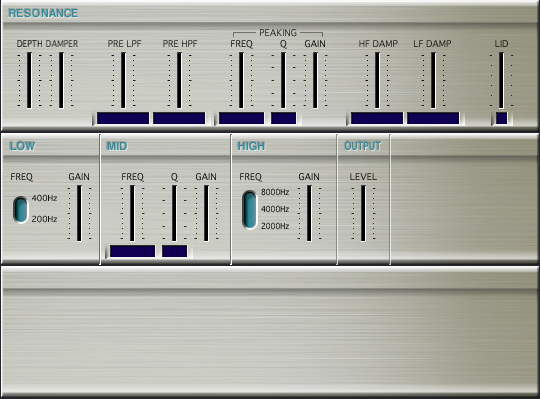 RESONANCE
PEAKING
DEPTH DAMPER PRE LPF PRE HPF FREQ Q GAIN HF DAMP LF DAMP LID
LOW MID HIGH OUTPUT
FREQ GAIN FREQ Q GAIN FREQ GAIN LEVEL
8000Hz
400Hz
4000Hz
200Hz
2000Hz